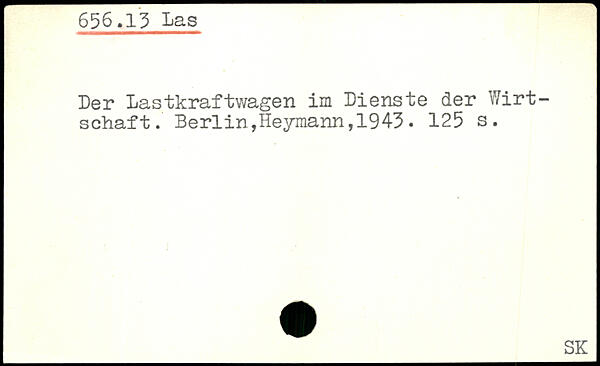 656.13 Las
Der Lastkraftwagen im Dienste der Wirt-
schaft. Berlin,Heymann,1943. 125 s.
SK